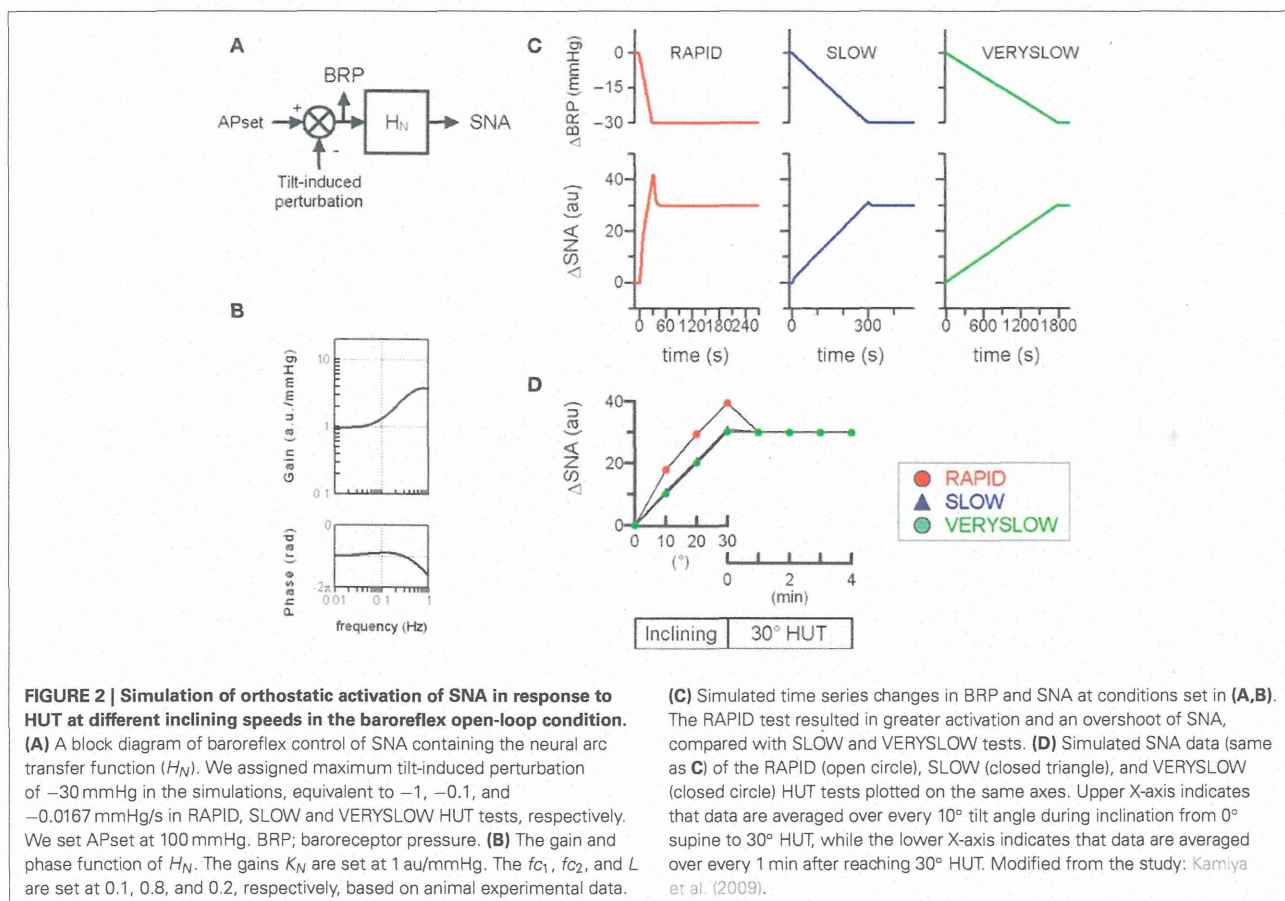 A
BRP
APset
+
-
H_N
SNA
Tilt-induced
perturbation
B
Gain (a.u./mmHg)
10
1
0 1
Phase (rad)
0
-2π
0 01 0 1 1
frequency (Hz)
C
RAPID SLOW VERYSLOW
ΔBRP (mmHg)
0
-15
-30
ΔSNA (au)
40
20
0
0 60 120180240
0 300
0 600 1200 1800
time (s) time (s) time (s)
D
ΔSNA (au)
40
20
0
0 10 20 30
(°)
0 2 4
(min)
Inclining 30° HUT
RAPID
SLOW
VERYSLOW
FIGURE 2 | Simulation of orthostatic activation of SNA in response to
HUT at different inclining speeds in the baroreflex open-loop condition.
(A) A block diagram of baroreflex control of SNA containing the neural arc
transfer function (H_N). We assigned maximum tilt-induced perturbation
of −30 mmHg in the simulations, equivalent to −1, −0.1, and
−0.0167 mmHg/s in RAPID, SLOW and VERYSLOW HUT tests, respectively.
We set APset at 100 mmHg. BRP; baroreceptor pressure. (B) The gain and
phase function of H_N. The gains K_N are set at 1 au/mmHg. The fc₁, fc₂, and L
are set at 0.1, 0.8, and 0.2, respectively, based on animal experimental data.
(C) Simulated time series changes in BRP and SNA at conditions set in (A,B).
The RAPID test resulted in greater activation and an overshoot of SNA,
compared with SLOW and VERYSLOW tests. (D) Simulated SNA data (same
as C) of the RAPID (open circle), SLOW (closed triangle), and VERYSLOW
(closed circle) HUT tests plotted on the same axes. Upper X-axis indicates
that data are averaged over every 10° tilt angle during inclination from 0°
supine to 30° HUT, while the lower X-axis indicates that data are averaged
over every 1 min after reaching 30° HUT. Modified from the study: Kamiya
et al. (2009).